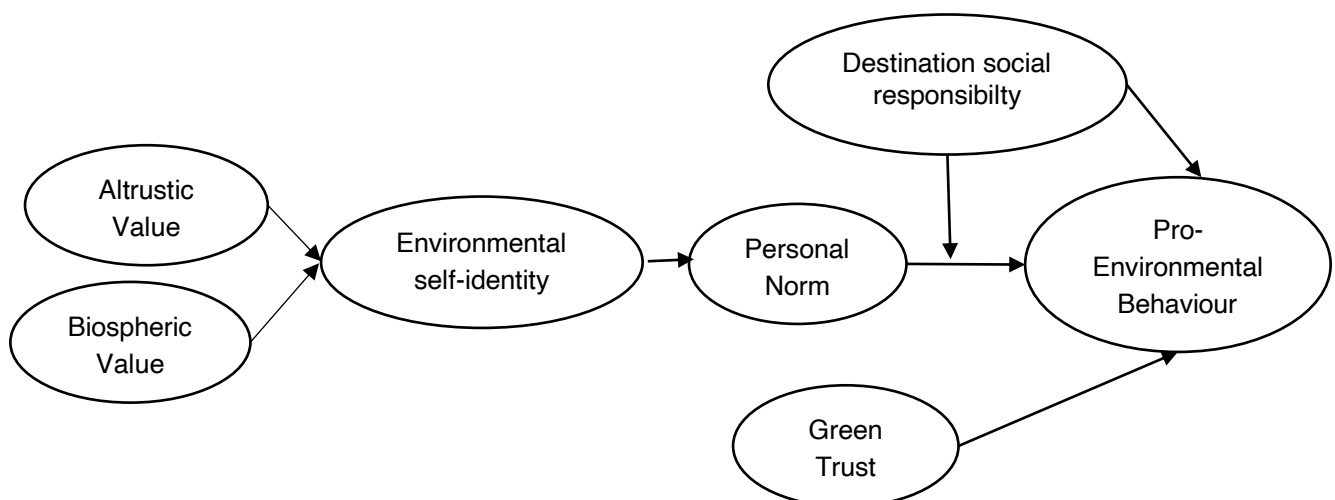 Destination social
responsibilty
Altrustic
Value
Environmental
self-identity
Personal
Norm
Pro-
Environmental
Behaviour
Biospheric
Value
Green
Trust